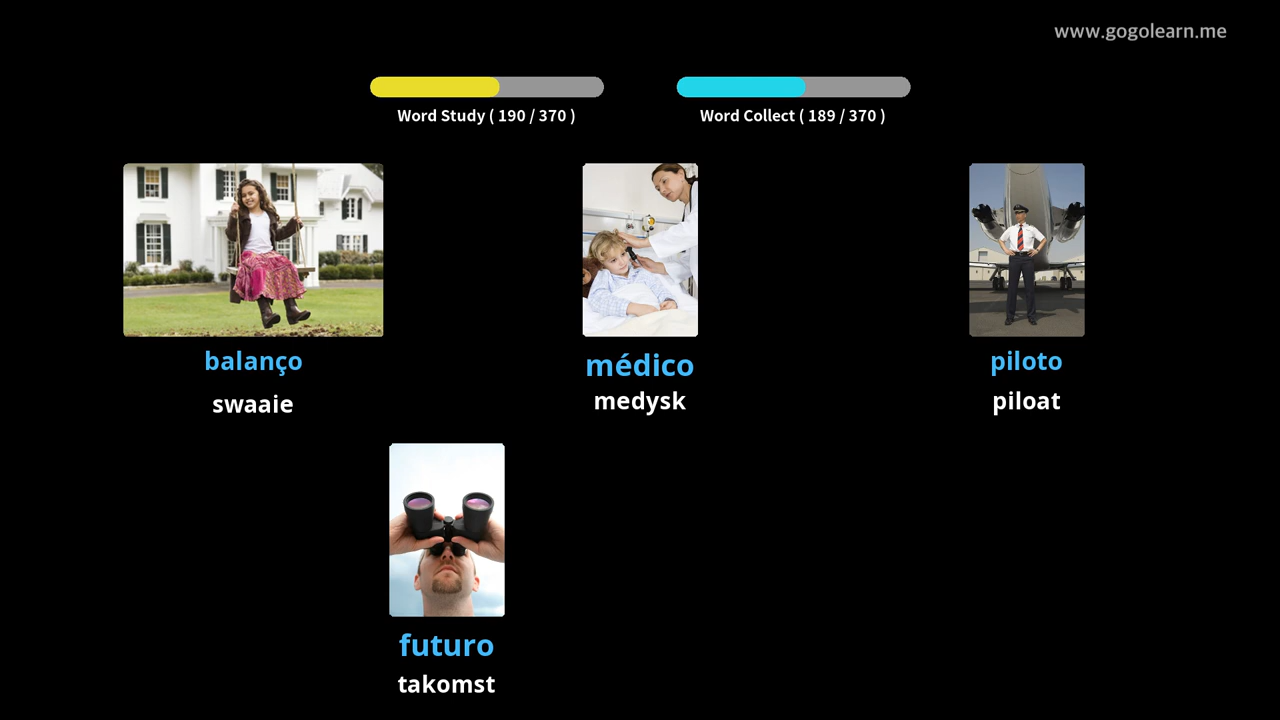 www.gogolearn.me
Word Study ( 190 / 370 )
Word Collect ( 189 / 370 )
balanço
swaaie
médico
medysk
piloto
piloat
futuro
takomst